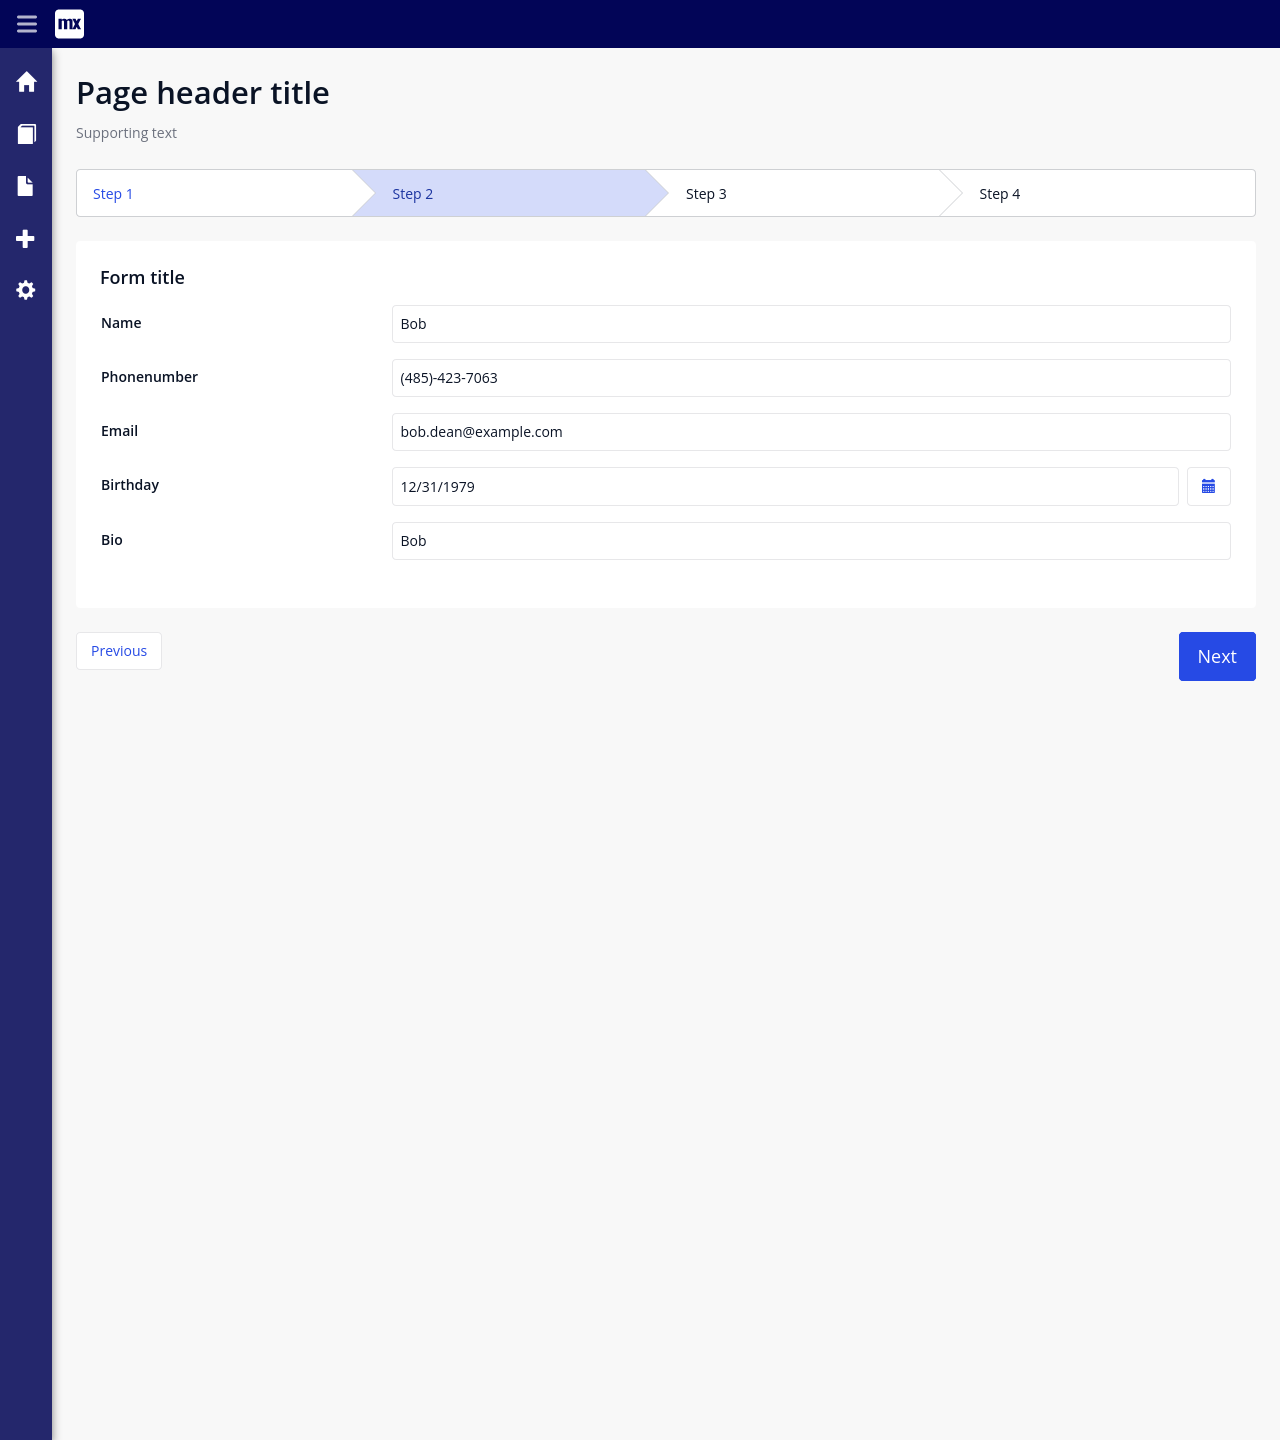 mx
Page header title
Supporting text
Step 1
Step 2
Step 3
Step 4
Form title
Name
Bob
Phonenumber
(485)-423-7063
Email
bob.dean@example.com
Birthday
12/31/1979
Bio
Bob
Previous
Next